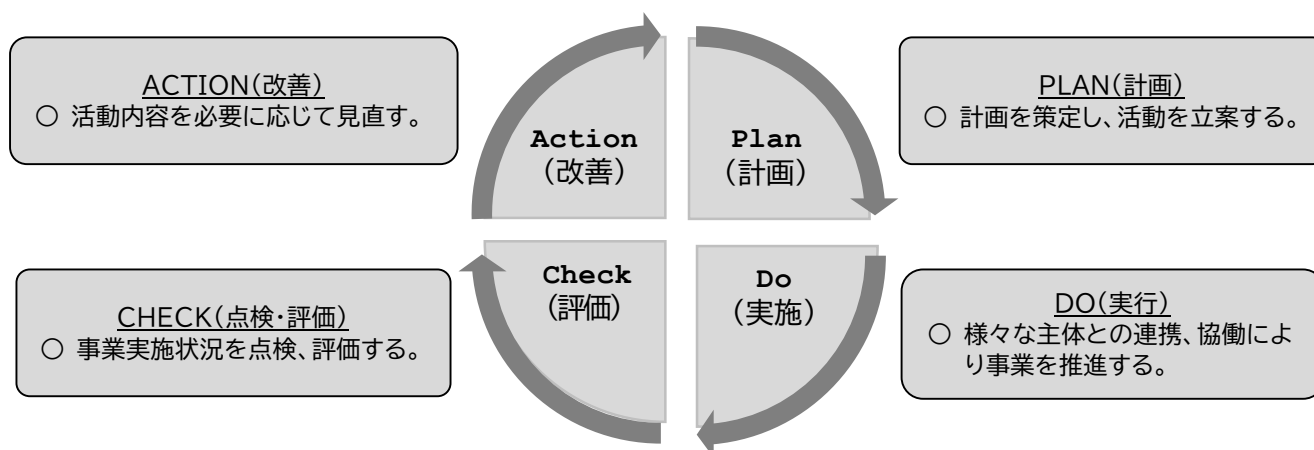 ACTION(改善)
○ 活動内容を必要に応じて見直す。
Action
(改善)
Plan
(計画)
PLAN(計画)
○ 計画を策定し、活動を立案する。
CHECK(点検・評価)
○ 事業実施状況を点検、評価する。
Check
(評価)
Do
(実施)
DO(実行)
○ 様々な主体との連携、協働によ
り事業を推進する。